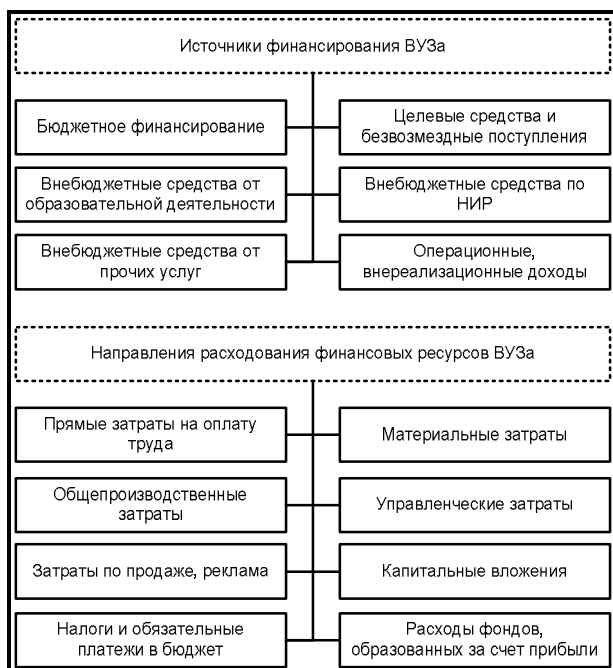 Источники финансирования ВУЗа
Бюджетное финансирование
Целевые средства и
безвозмездные поступления
Внебюджетные средства от
образовательной деятельности
Внебюджетные средства по
НИР
Внебюджетные средства от
прочих услуг
Операционные,
внереализационные доходы
Направления расходования финансовых ресурсов ВУЗа
Прямые затраты на оплату
труда
Материальные затраты
Общепроизводственные
затраты
Управленческие затраты
Затраты по продаже, реклама
Капитальные вложения
Налоги и обязательные
платежи в бюджет
Расходы фондов,
образованных за счет прибыли